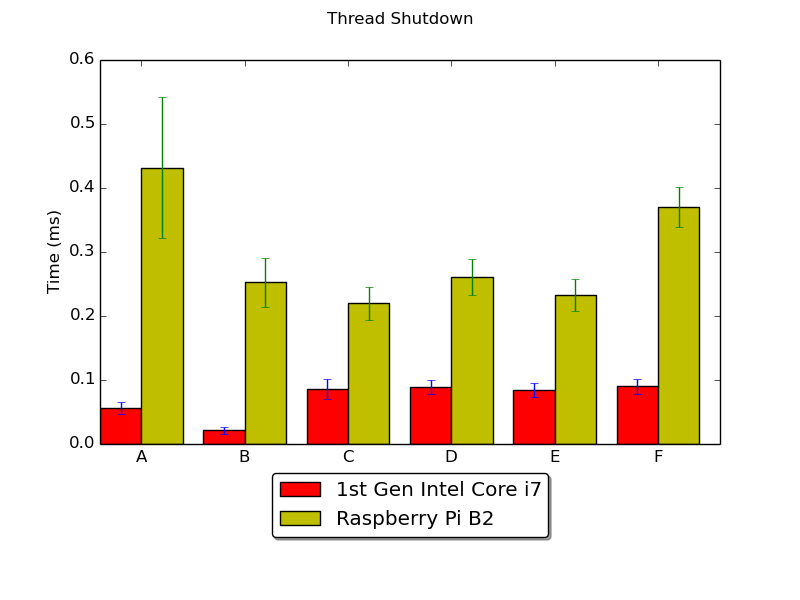 Thread Shutdown
0.6
0.5
0.4
0.3
0.2
0.1
0.0
Time (ms)
A B C D E F
1st Gen Intel Core i7
Raspberry Pi B2